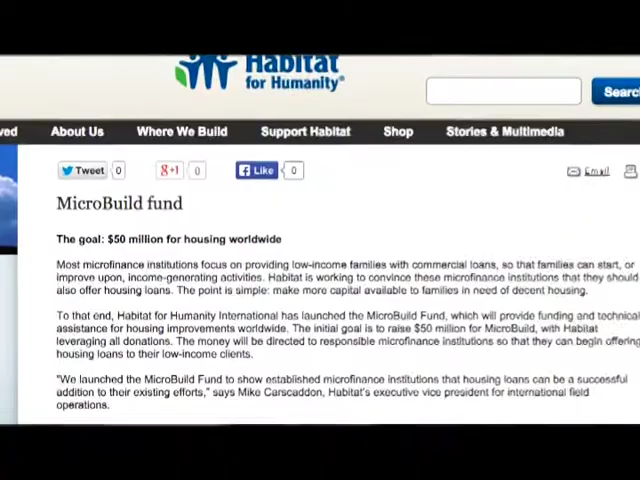 Habitat
for Humanity®
Search
ved About Us Where We Build Support Habitat Shop Stories & Multimedia
Tweet 0 g+1 0 Like 0 Email
MicroBuild fund
The goal: $50 million for housing worldwide
Most microfinance institutions focus on providing low-income families with commercial loans, so that families can start, or
improve upon, income-generating activities. Habitat is working to convince these microfinance institutions that they should
also offer housing loans. The point is simple: make more capital available to families in need of decent housing.
To that end, Habitat for Humanity International has launched the MicroBuild Fund, which will provide funding and technical
assistance for housing improvements worldwide. The initial goal is to raise $50 million for MicroBuild, with Habitat
leveraging all donations. The money will be directed to responsible microfinance institutions so that they can begin offering
housing loans to their low-income clients.
"We launched the MicroBuild Fund to show established microfinance institutions that housing loans can be a successful
addition to their existing efforts," says Mike Carscaddon, Habitat's executive vice president for international field
operations.